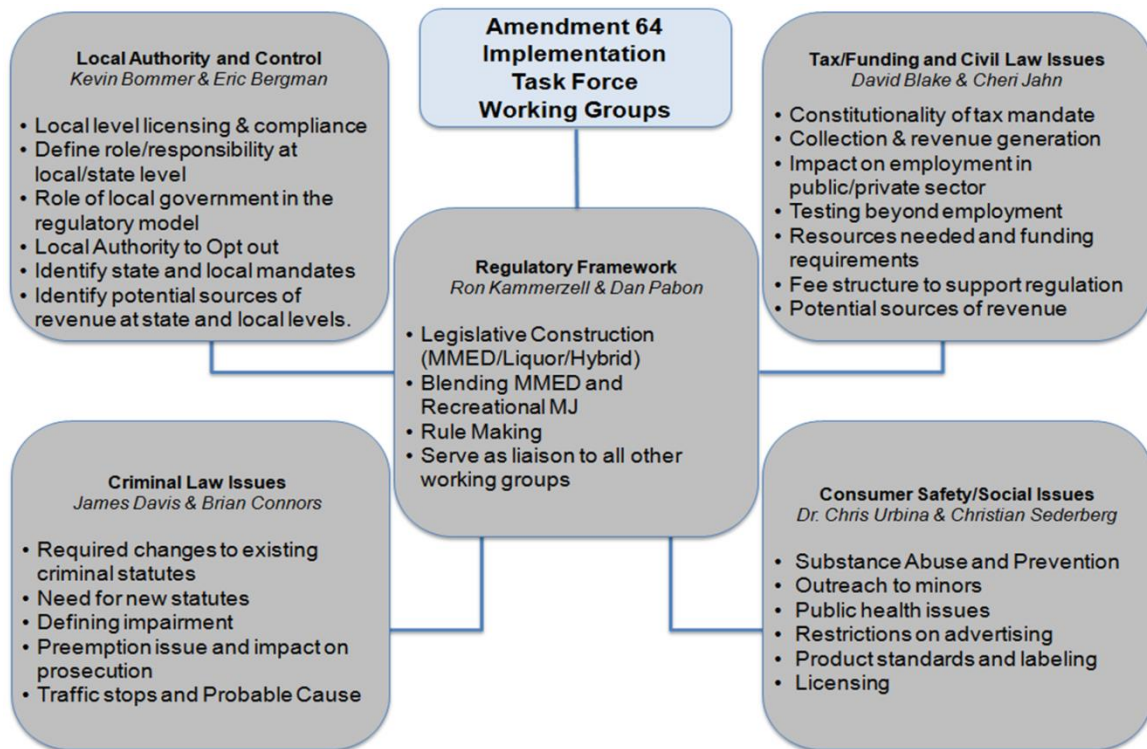 Amendment 64
Implementation
Task Force
Working Groups
Local Authority and Control
Kevin Bommer & Eric Bergman
• Local level licensing & compliance
• Define role/responsibility at
local/state level
• Role of local government in the
regulatory model
• Local Authority to Opt out
• Identify state and local mandates
• Identify potential sources of
revenue at state and local levels.
Tax/Funding and Civil Law Issues
David Blake & Cheri Jahn
• Constitutionality of tax mandate
• Collection & revenue generation
• Impact on employment in
public/private sector
• Testing beyond employment
• Resources needed and funding
requirements
• Fee structure to support regulation
• Potential sources of revenue
Regulatory Framework
Ron Kammerzell & Dan Pabon
• Legislative Construction
(MMED/Liquor/Hybrid)
• Blending MMED and
Recreational MJ
• Rule Making
• Serve as liaison to all other
working groups
Criminal Law Issues
James Davis & Brian Connors
• Required changes to existing
criminal statutes
• Need for new statutes
• Defining impairment
• Preemption issue and impact on
prosecution
• Traffic stops and Probable Cause
Consumer Safety/Social Issues
Dr. Chris Urbina & Christian Sederberg
• Substance Abuse and Prevention
• Outreach to minors
• Public health issues
• Restrictions on advertising
• Product standards and labeling
• Licensing